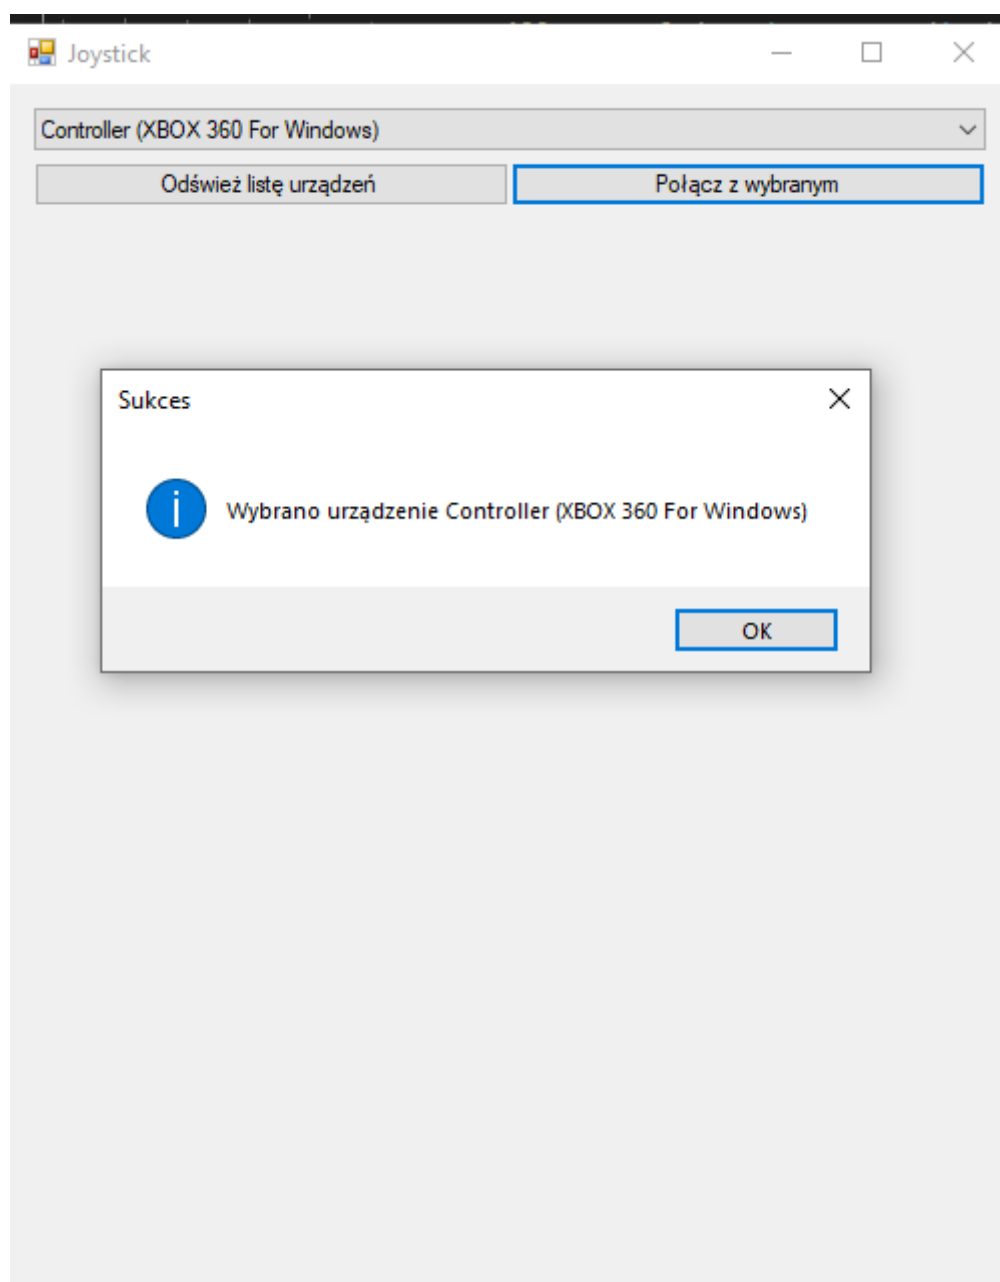 Joystick
Controller (XBOX 360 For Windows)
Odśwież listę urządzeń
Połącz z wybranym
Sukces
Wybrano urządzenie Controller (XBOX 360 For Windows)
OK